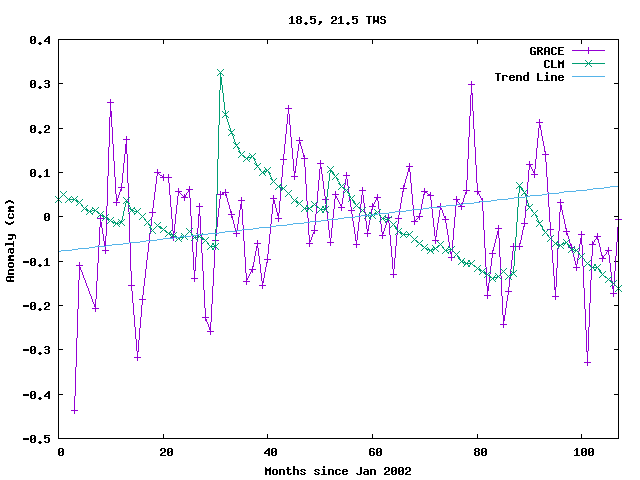 18.5, 21.5 TWS
GRACE
CLM
Trend Line
0.4
0.3
0.2
0.1
0
-0.1
-0.2
-0.3
-0.4
-0.5
Anomaly (cm)
0 20 40 60 80 100
Months since Jan 2002